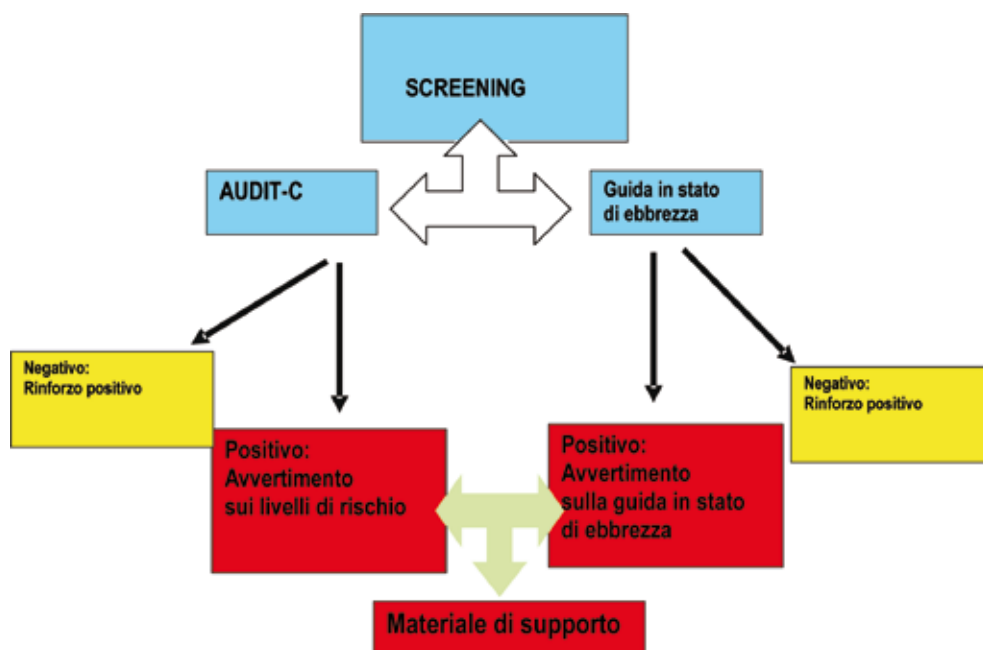 SCREENING
AUDIT-C
Guida in stato
di ebbrezza
Negativo:
Rinforzo positivo
Negativo:
Rinforzo positivo
Positivo:
Avvertimento
sui livelli di rischio
Positivo:
Avvertimento
sulla guida in stato
di ebbrezza
Materiale di supporto